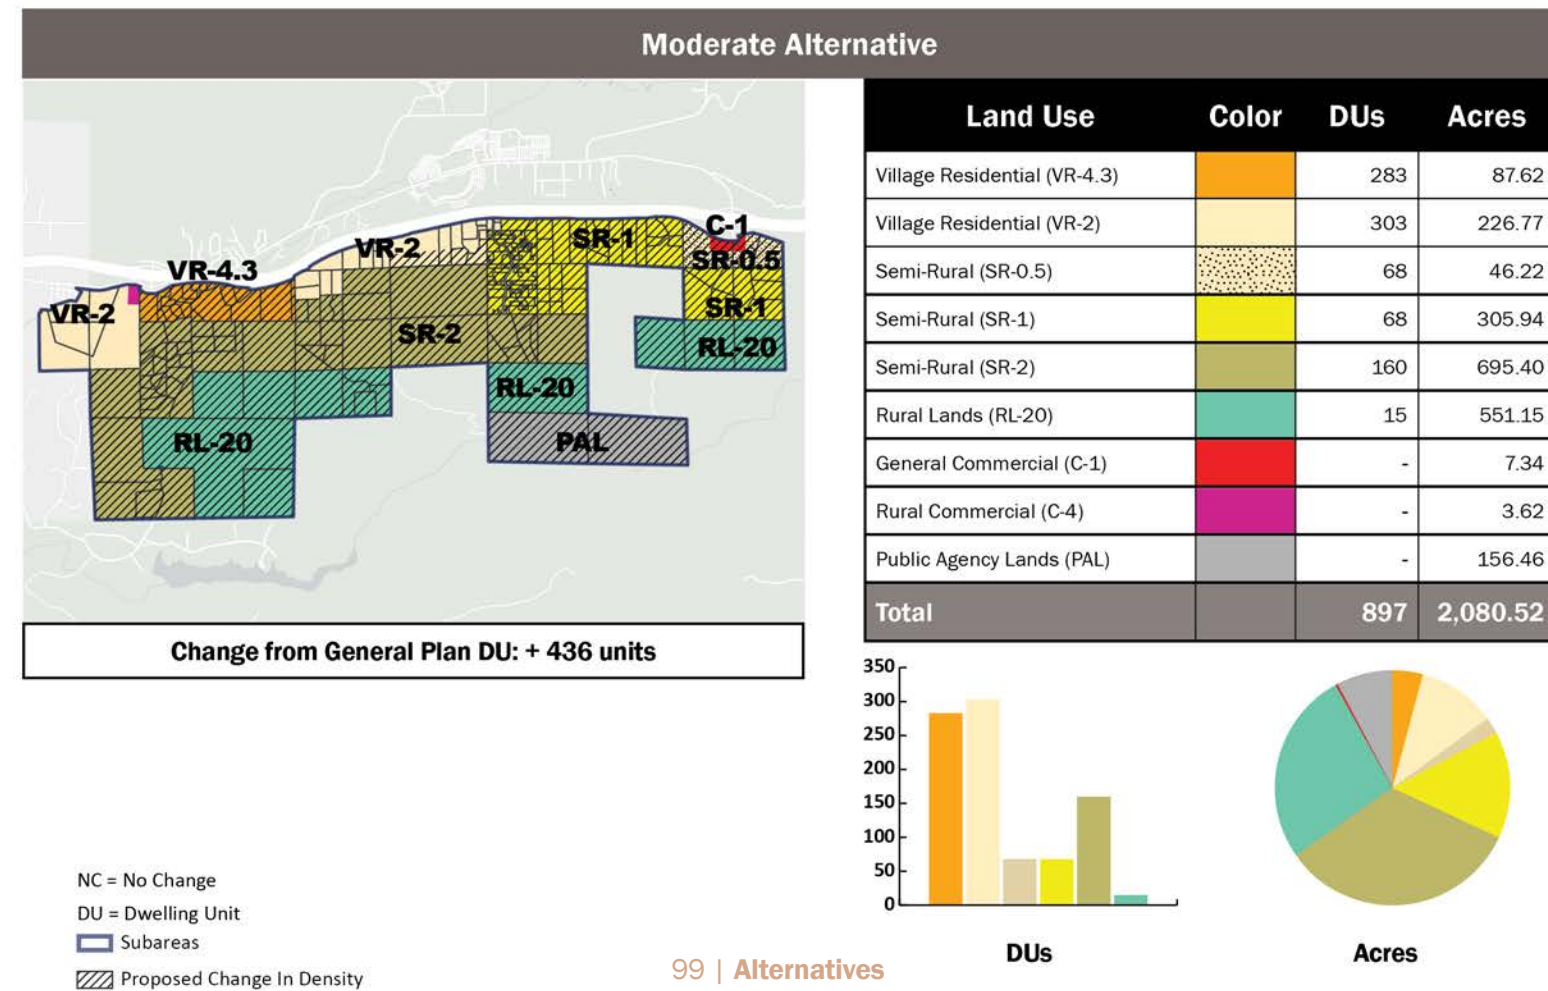 Moderate Alternative
C-1
SR-1
VR-2
SR-0.5
VR-4.3
VR-2
SR-1
SR-2
RL-20
RL-20
RL-20
PAL
Change from General Plan DU: + 436 units
Land Use Color DUs Acres
Village Residential (VR-4.3) 283 87.62
Village Residential (VR-2) 303 226.77
Semi-Rural (SR-0.5) 68 46.22
Semi-Rural (SR-1) 68 305.94
Semi-Rural (SR-2) 160 695.40
Rural Lands (RL-20) 15 551.15
General Commercial (C-1) - 7.34
Rural Commercial (C-4) - 3.62
Public Agency Lands (PAL) - 156.46
Total 897 2,080.52
350
300
250
200
150
100
50
0
DUs
Acres
NC = No Change
DU = Dwelling Unit
Subareas
Proposed Change In Density
99 | Alternatives